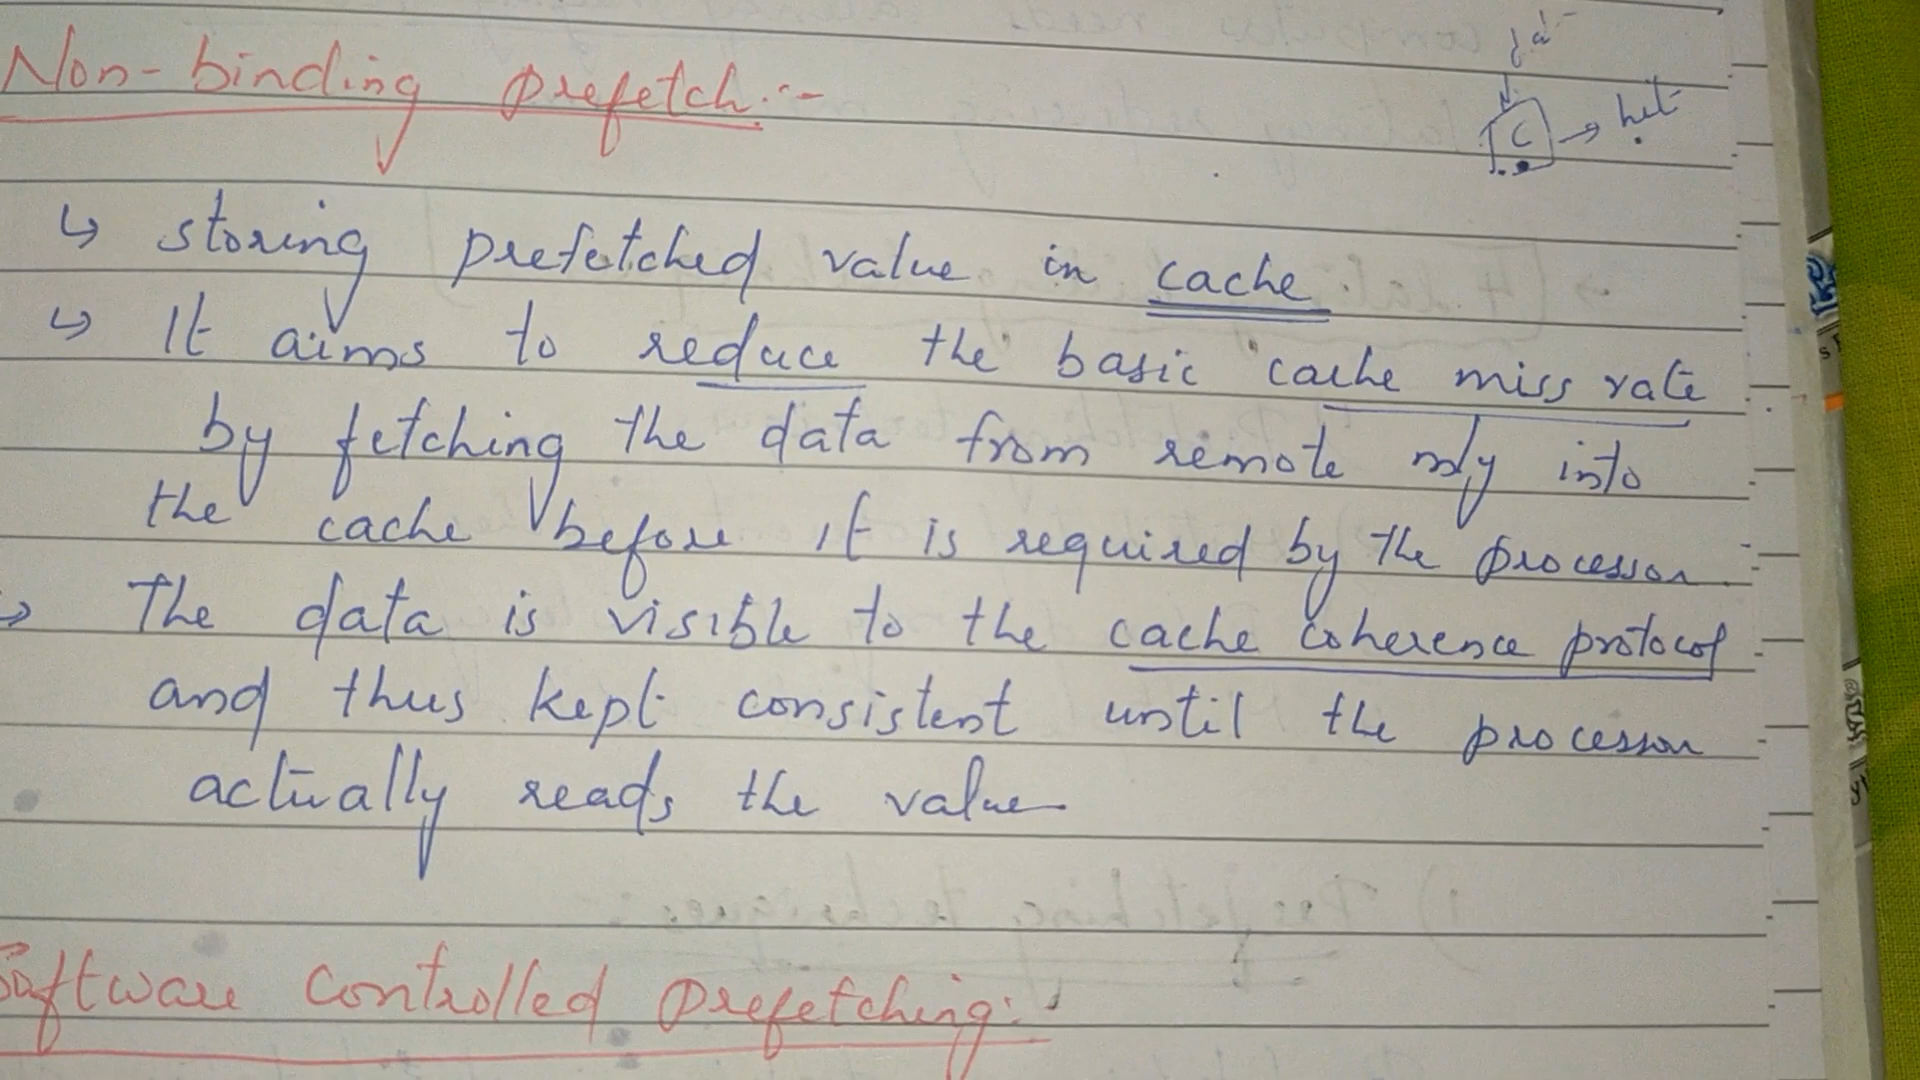 Non-binding prefetch :-
↳ storing prefetched value in cache
↳ It aims to reduce the basic cache miss rate
by fetching the data from remote mly into
the cache before it is required by the processor.
→ The data is visible to the cache coherence protocol
and thus kept consistent until the processor
actually reads the value
Software controlled prefetching:-
C → hit